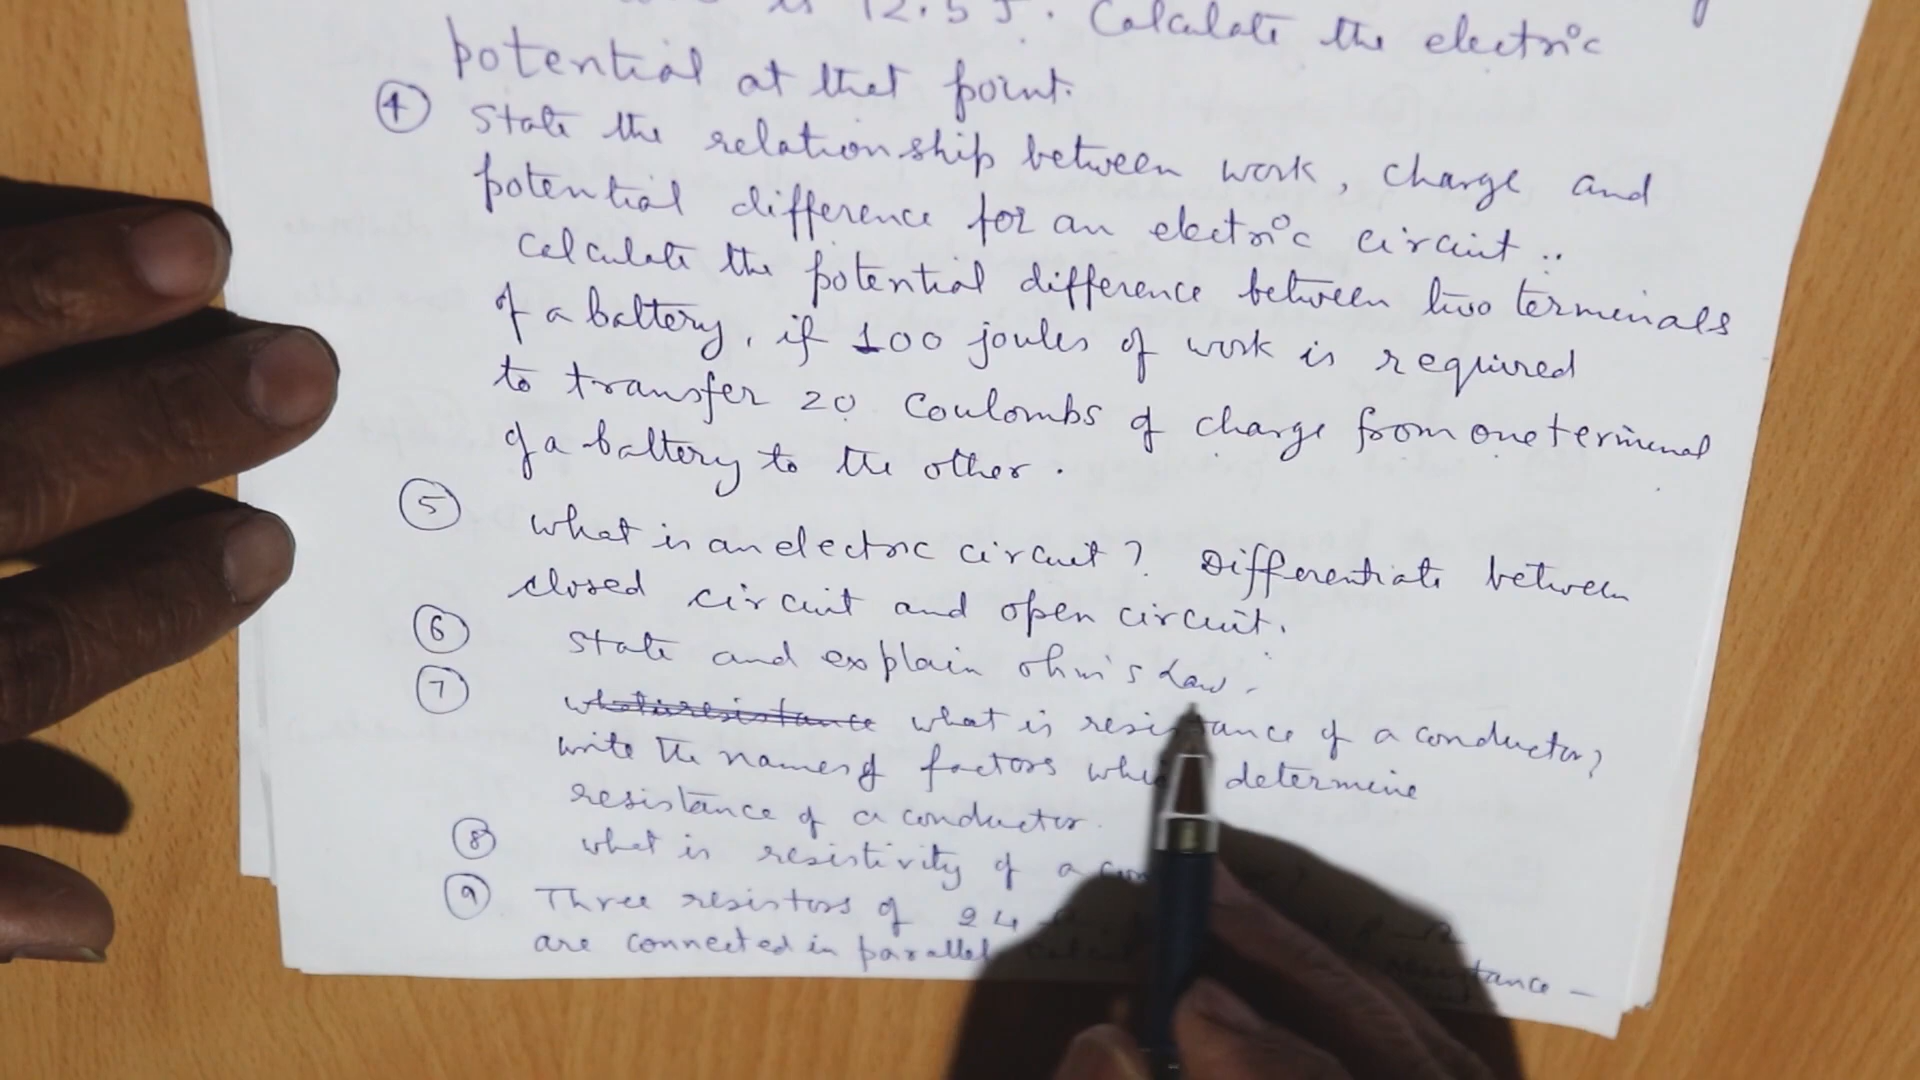 is 12.5 J. Calculate the electric
potential at that point.
④ State the relationship between work, charge and
potential difference for an electric circuit..
Calculate the potential difference between two terminals
of a battery, if 100 joules of work is required
to transfer 20 Coulombs of charge from one terminal
of a battery to the other.
⑤ What is an electric circuit? Differentiate between
closed circuit and open circuit.
⑥ State and explain ohm's Law.
⑦ what is resistance what is resistance of a conductor?
write the names of factors which determine
resistance of a conductor.
⑧ what is resistivity of a
⑨ Three resistors of 24
are connected in parallel